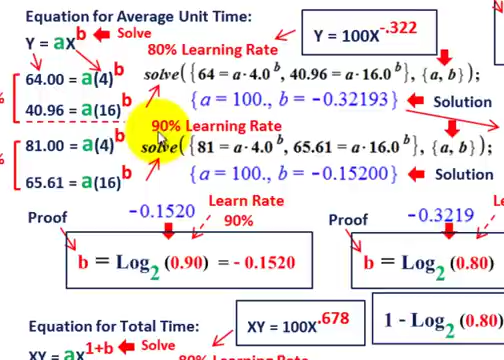 Equation for Average Unit Time:
Y = aX^b Solve
80% Learning Rate
Y = 100X^-.322
64.00 = a(4)^b
solve({64 = a·4.0^b, 40.96 = a·16.0^b}, {a, b});
40.96 = a(16)^b
{a = 100., b = −0.32193} Solution
90% Learning Rate
81.00 = a(4)^b
solve({81 = a·4.0^b, 65.61 = a·16.0^b}, {a, b});
65.61 = a(16)^b
{a = 100., b = −0.15200} Solution
Proof
-0.1520
Learn Rate
90%
b = Log₂ (0.90) = - 0.1520
Proof
-0.3219
b = Log₂ (0.80)
1 - Log₂ (0.80)
Equation for Total Time:
XY = 100X^.678
XY = aX^1+b Solve
80% Learning Rate